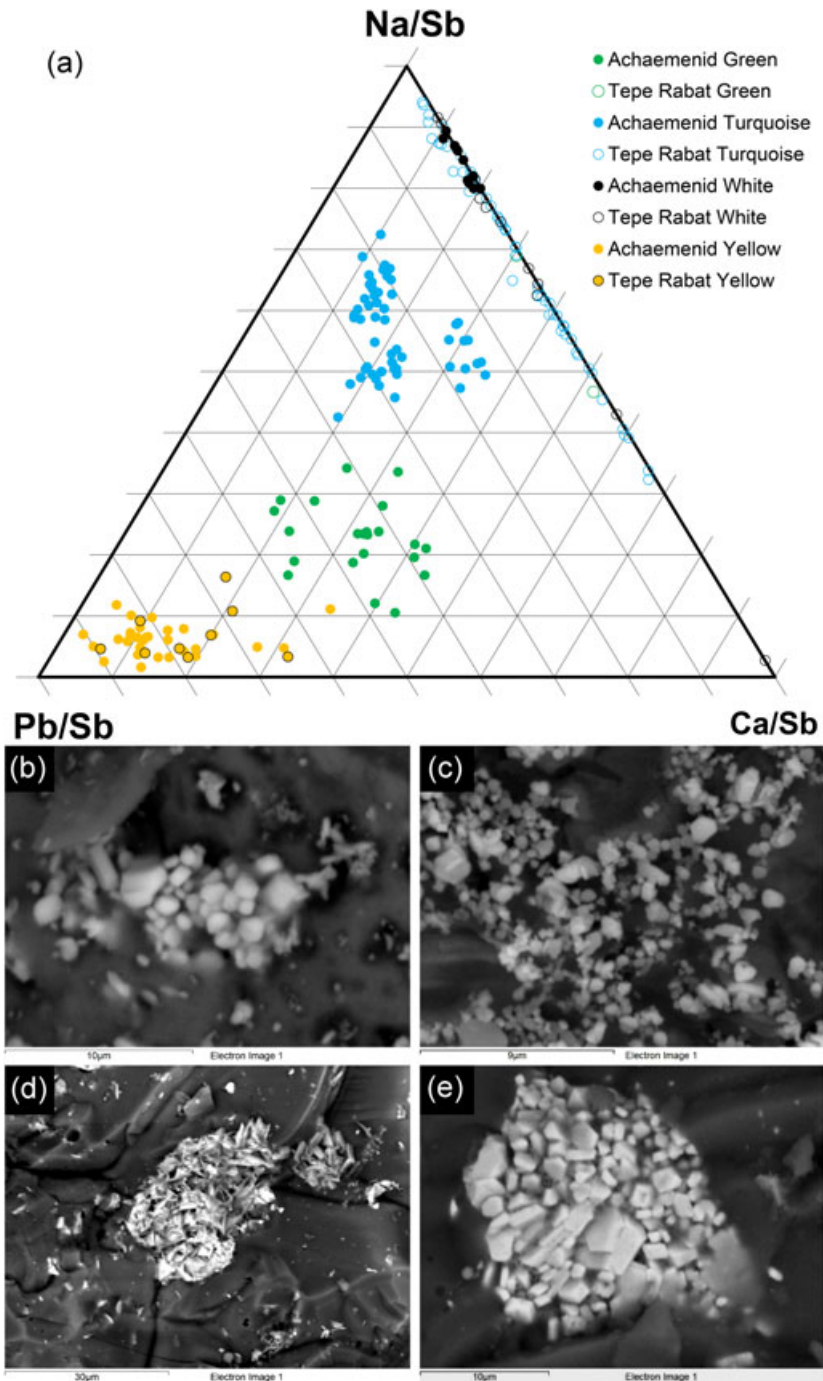 Na/Sb
(a)
Achaemenid Green
Tepe Rabat Green
Achaemenid Turquoise
Tepe Rabat Turquoise
Achaemenid White
Tepe Rabat White
Achaemenid Yellow
Tepe Rabat Yellow
Pb/Sb
Ca/Sb
(b)
10µm
Electron Image 1
(c)
9µm
Electron Image 1
(d)
30µm
Electron Image 1
(e)
10µm
Electron Image 1